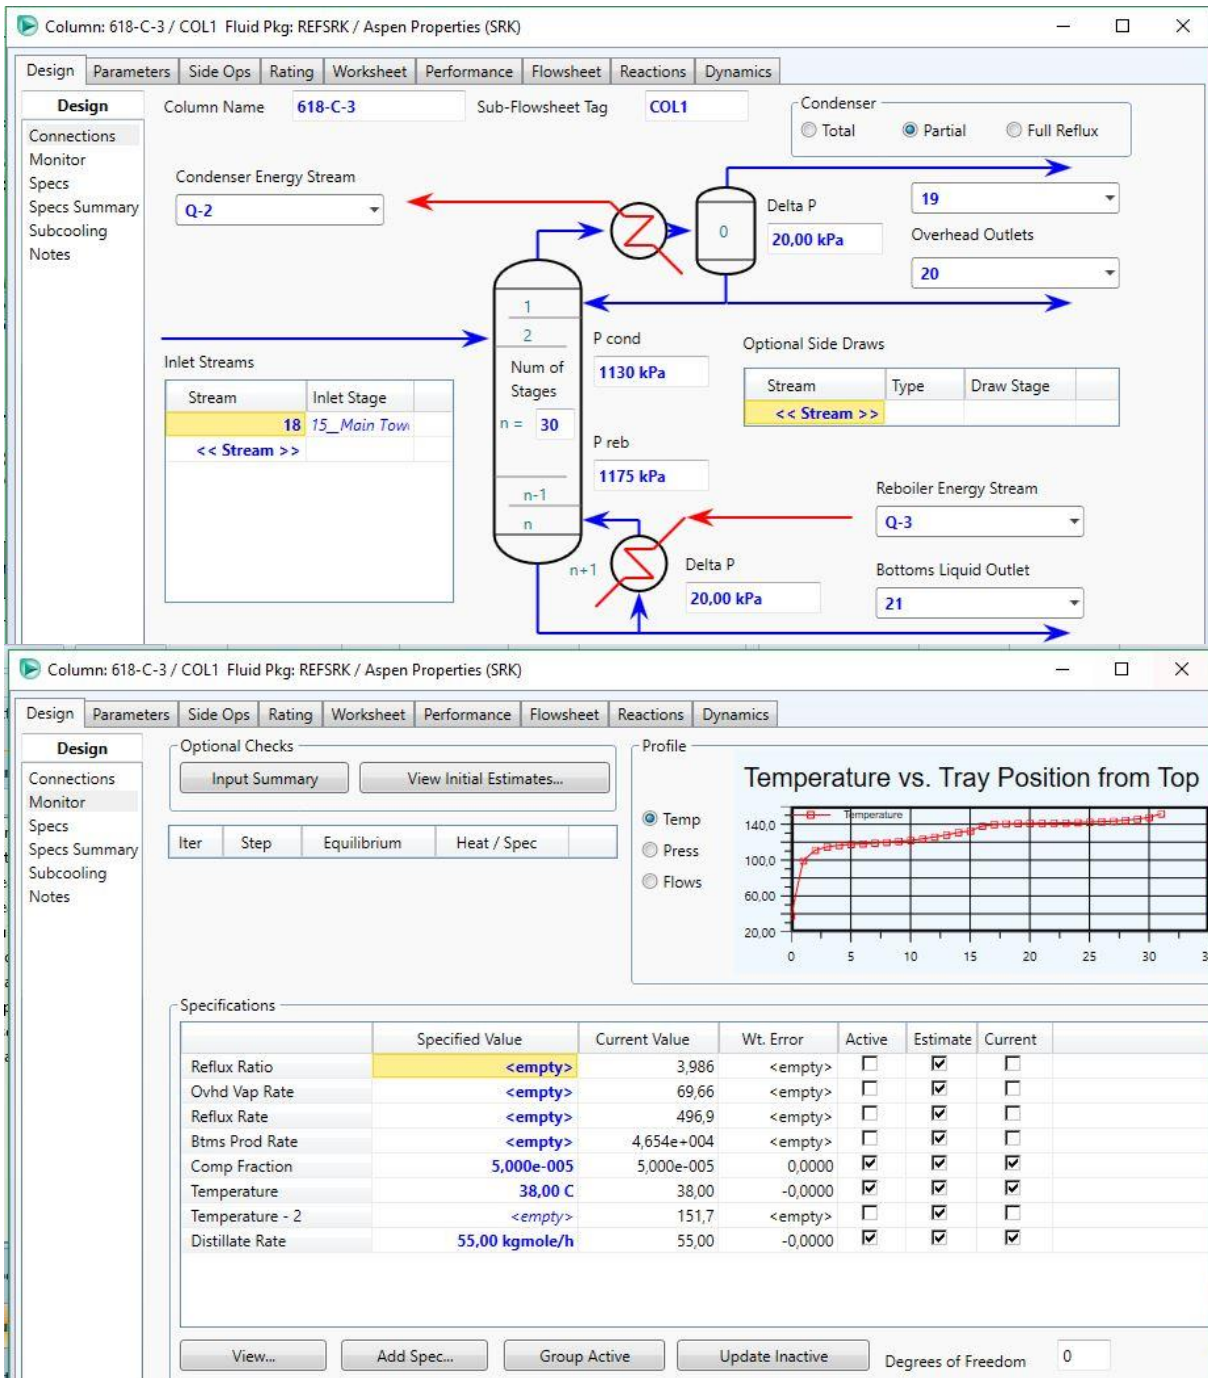 Column: 618-C-3 / COL1 Fluid Pkg: REFSRK / Aspen Properties (SRK)
Design Parameters Side Ops Rating Worksheet Performance Flowsheet Reactions Dynamics
Design
Connections
Monitor
Specs
Specs Summary
Subcooling
Notes
Column Name 618-C-3 Sub-Flowsheet Tag COL1
Condenser
Total Partial Full Reflux
Condenser Energy Stream
Q-2
0
Delta P
20,00 kPa
19
Overhead Outlets
20
1
2
Num of
Stages
n = 30
n-1
n
n+1
P cond
1130 kPa
P reb
1175 kPa
Inlet Streams
Stream Inlet Stage
18 15__Main Tow
<< Stream >>
Optional Side Draws
Stream Type Draw Stage
<< Stream >>
Reboiler Energy Stream
Q-3
Delta P
20,00 kPa
Bottoms Liquid Outlet
21
Column: 618-C-3 / COL1 Fluid Pkg: REFSRK / Aspen Properties (SRK)
Design Parameters Side Ops Rating Worksheet Performance Flowsheet Reactions Dynamics
Design
Connections
Monitor
Specs
Specs Summary
Subcooling
Notes
Optional Checks
Input Summary View Initial Estimates...
Iter Step Equilibrium Heat / Spec
Profile
Temp
Press
Flows
Temperature vs. Tray Position from Top
Temperature
140,0
100,0
60,00
20,00
0 5 10 15 20 25 30
Specifications
Specified Value Current Value Wt. Error Active Estimate Current
Reflux Ratio <empty> 3,986 <empty>
Ovhd Vap Rate <empty> 69,66 <empty>
Reflux Rate <empty> 496,9 <empty>
Btms Prod Rate <empty> 4,654e+004 <empty>
Comp Fraction 5,000e-005 5,000e-005 0,0000
Temperature 38,00 C 38,00 -0,0000
Temperature - 2 <empty> 151,7 <empty>
Distillate Rate 55,00 kgmole/h 55,00 -0,0000
View... Add Spec... Group Active Update Inactive Degrees of Freedom 0